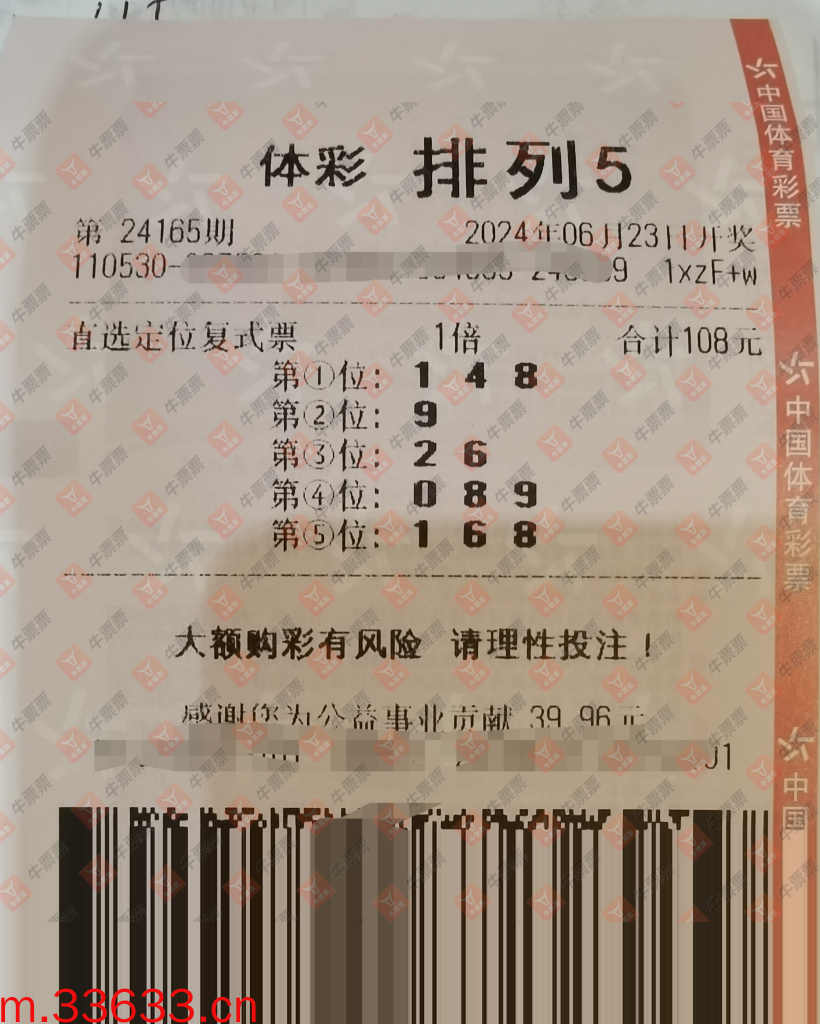 体彩 排列5
第 24165期 2024年06月23日开奖
110530- 9 1xzF+w
直选定位复式票 1倍 合计108元
第①位: 1 4 8
第②位: 9
第③位: 2 6
第④位: 0 8 9
第⑤位: 1 6 8
大额购彩有风险 请理性投注!
感谢您为公益事业贡献 39.96元
01
中国体育彩票
中国体育彩票
中国
牛票票
m.33633.cn